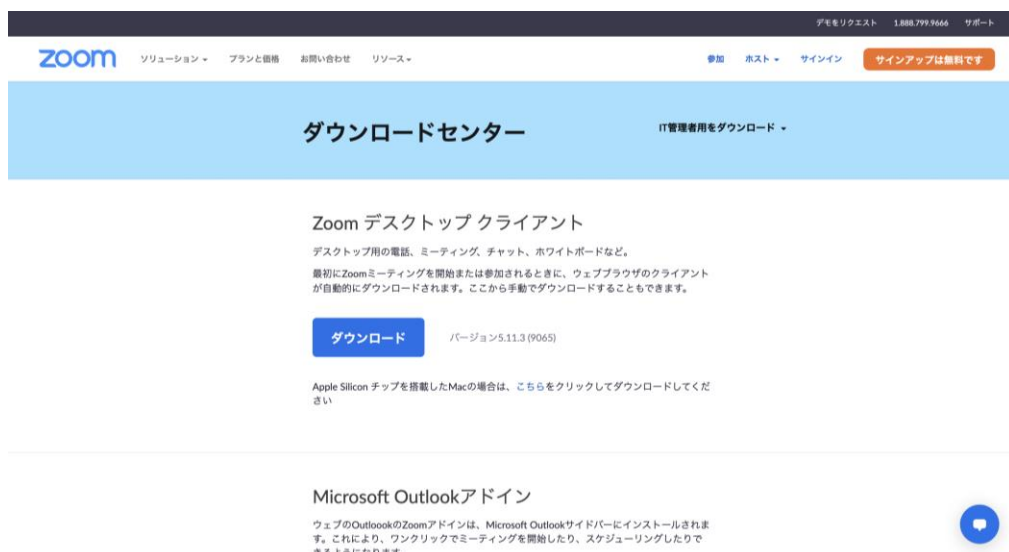 デモをリクエスト 1.888.799.9666 サポート
zoom ソリューション プランと価格 お問い合わせ リソース 参加 ホスト サインイン サインアップは無料です
ダウンロードセンター IT管理者用をダウンロード
Zoom デスクトップ クライアント
デスクトップ用の電話、ミーティング、チャット、ホワイトボードなど。
最初にZoomミーティングを開始または参加されるときに、ウェブブラウザのクライアント
が自動的にダウンロードされます。ここから手動でダウンロードすることもできます。
ダウンロード バージョン5.11.3 (9065)
Apple Silicon チップを搭載したMacの場合は、こちらをクリックしてダウンロードしてくだ
さい
Microsoft Outlookアドイン
ウェブのOutloookのZoomアドインは、Microsoft Outlookサイドバーにインストールされま
す。これにより、ワンクリックでミーティングを開始したり、スケジューリングしたりで
きるようになります